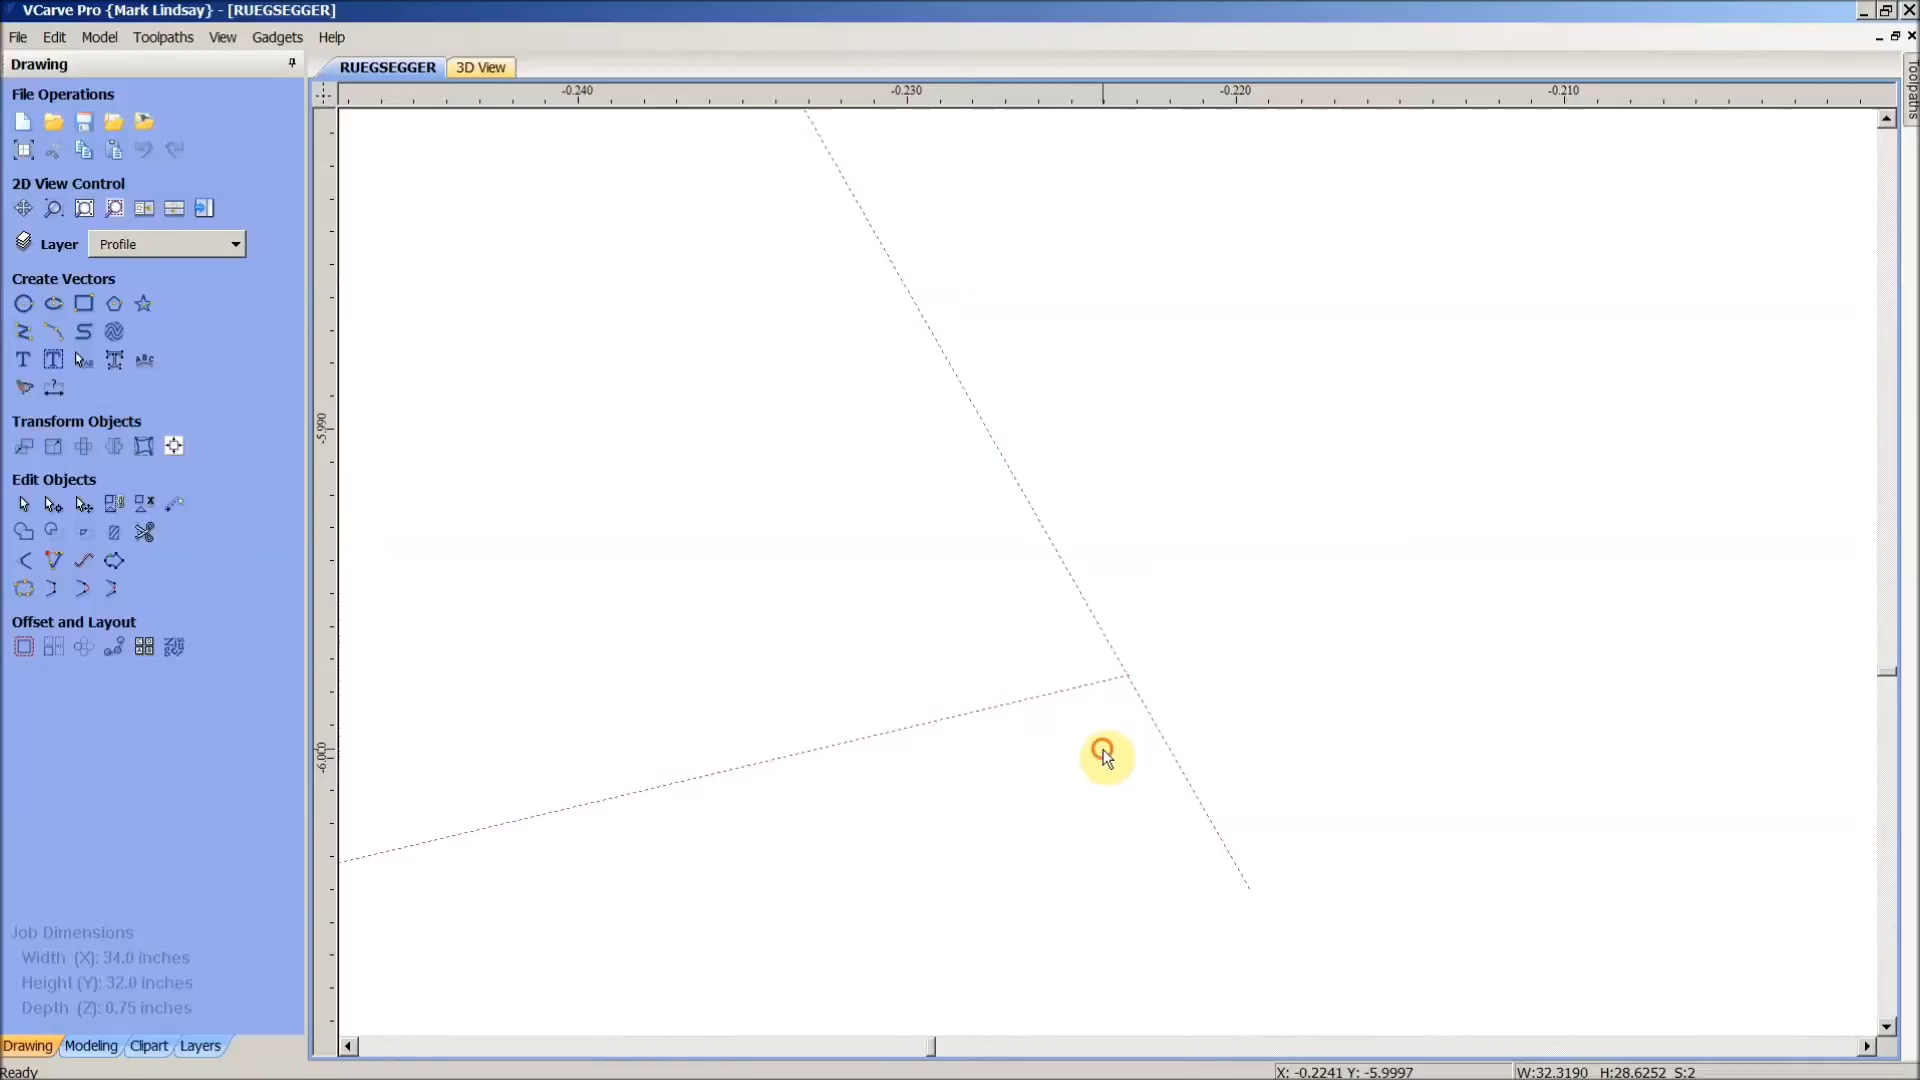 VCarve Pro {Mark Lindsay} - [RUEGSEGGER]
File Edit Model Toolpaths View Gadgets Help
Drawing
RUEGSEGGER 3D View
Toolpaths
-0.240 -0.230 -0.220 -0.210
File Operations
2D View Control
Layer Profile
Create Vectors
Transform Objects
-5.990
Edit Objects
Offset and Layout
-6.000
Job Dimensions
Width (X): 34.0 inches
Height (Y): 32.0 inches
Depth (Z): 0.75 inches
Drawing Modeling Clipart Layers
Ready X: -0.2241 Y: -5.9997 W:32.3190 H:28.6252 S:2